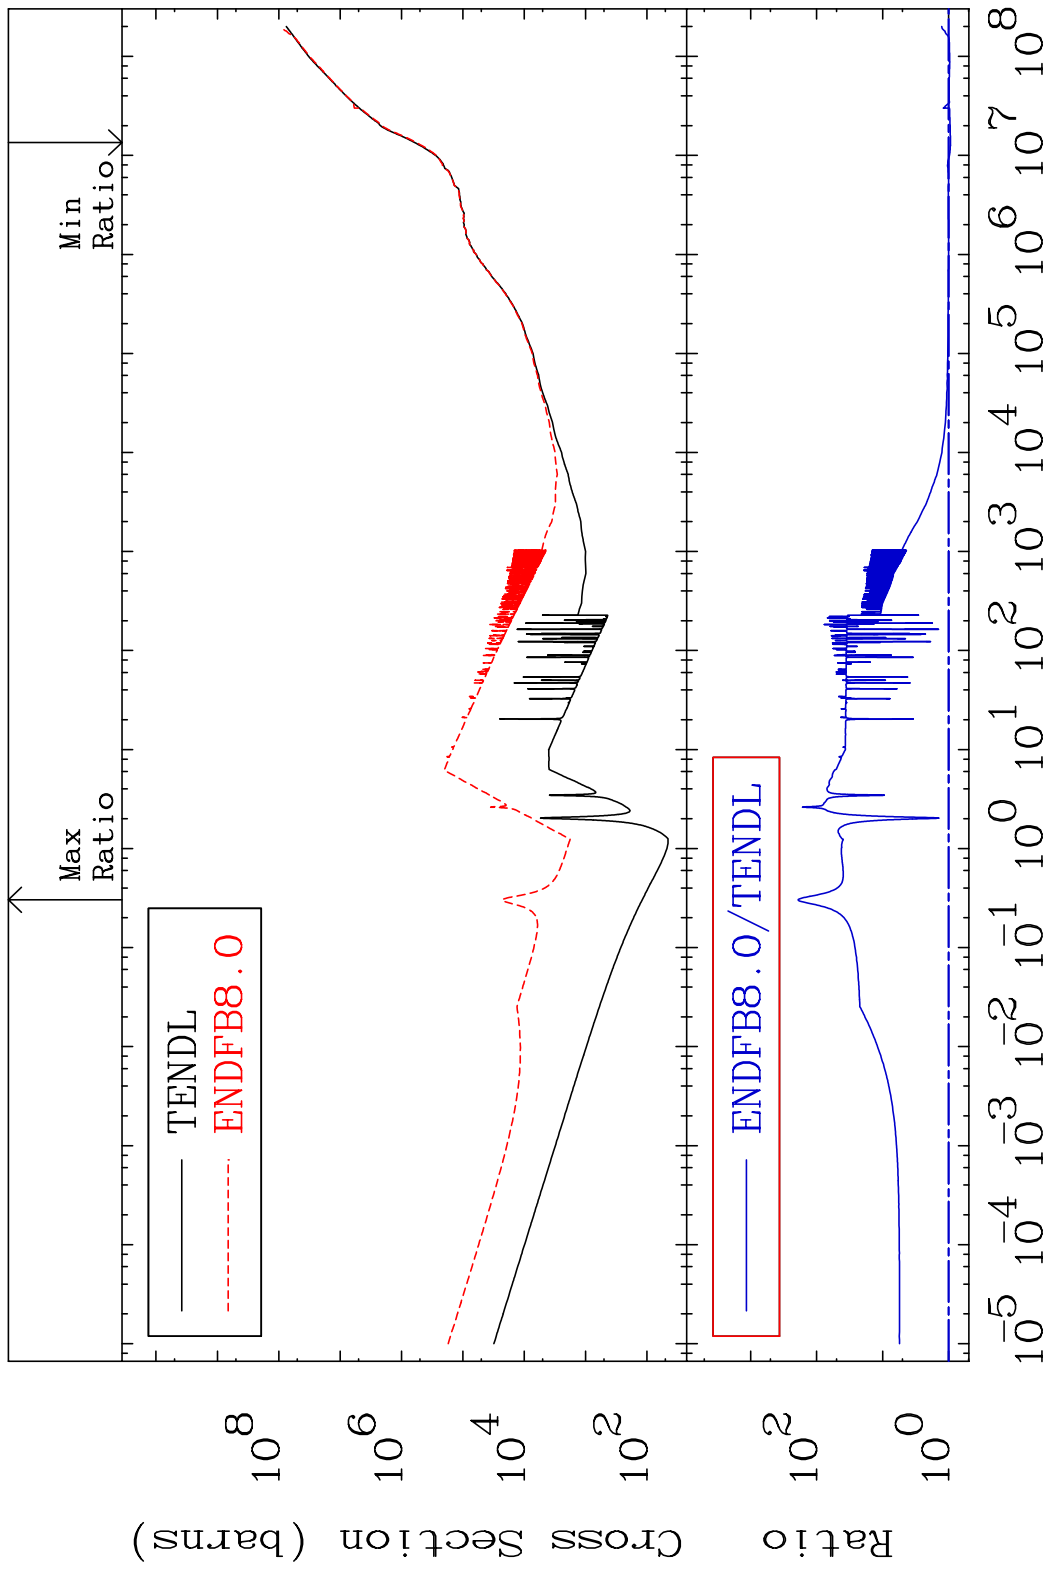 Max
Ratio
Min
Ratio
Cross Section (barns)
10^8
10^6
10^4
10^2
TENDL
ENDFB8.0
Ratio
10^2
10^0
ENDFB8.0/TENDL
10^-5 10^-4 10^-3 10^-2 10^-1 10^0 10^1 10^2 10^3 10^4 10^5 10^6 10^7 10^8